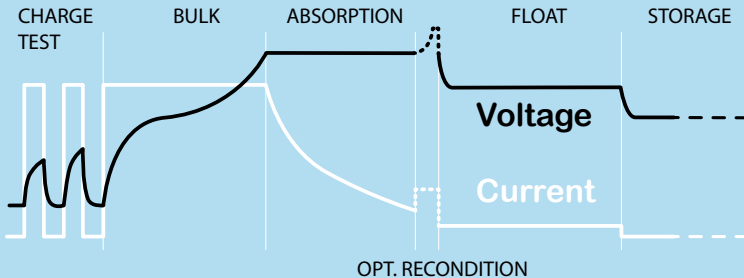 CHARGE
TEST
BULK
ABSORPTION
FLOAT
STORAGE
Voltage
Current
OPT. RECONDITION